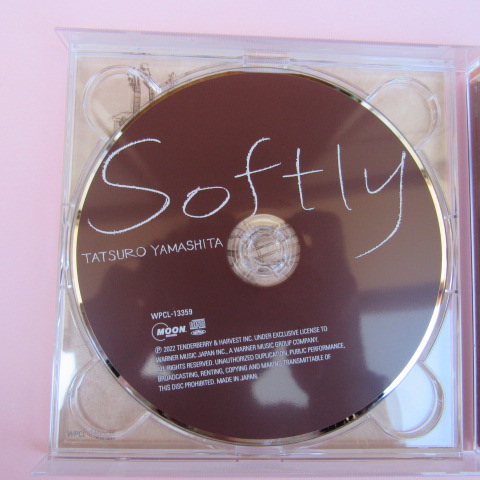 Softly
TATSURO YAMASHITA
WPCL-13359
MOON
℗ 2022 TENDERBERRY & HARVEST INC. UNDER EXCLUSIVE LICENSE TO
WARNER MUSIC JAPAN INC., A WARNER MUSIC GROUP COMPANY.
ALL RIGHTS RESERVED. UNAUTHORIZED DUPLICATION, PUBLIC PERFORMANCE,
BROADCASTING, RENTING, COPYING AND MAKING TRANSMITTABLE OF
THIS DISC PROHIBITED. MADE IN JAPAN.